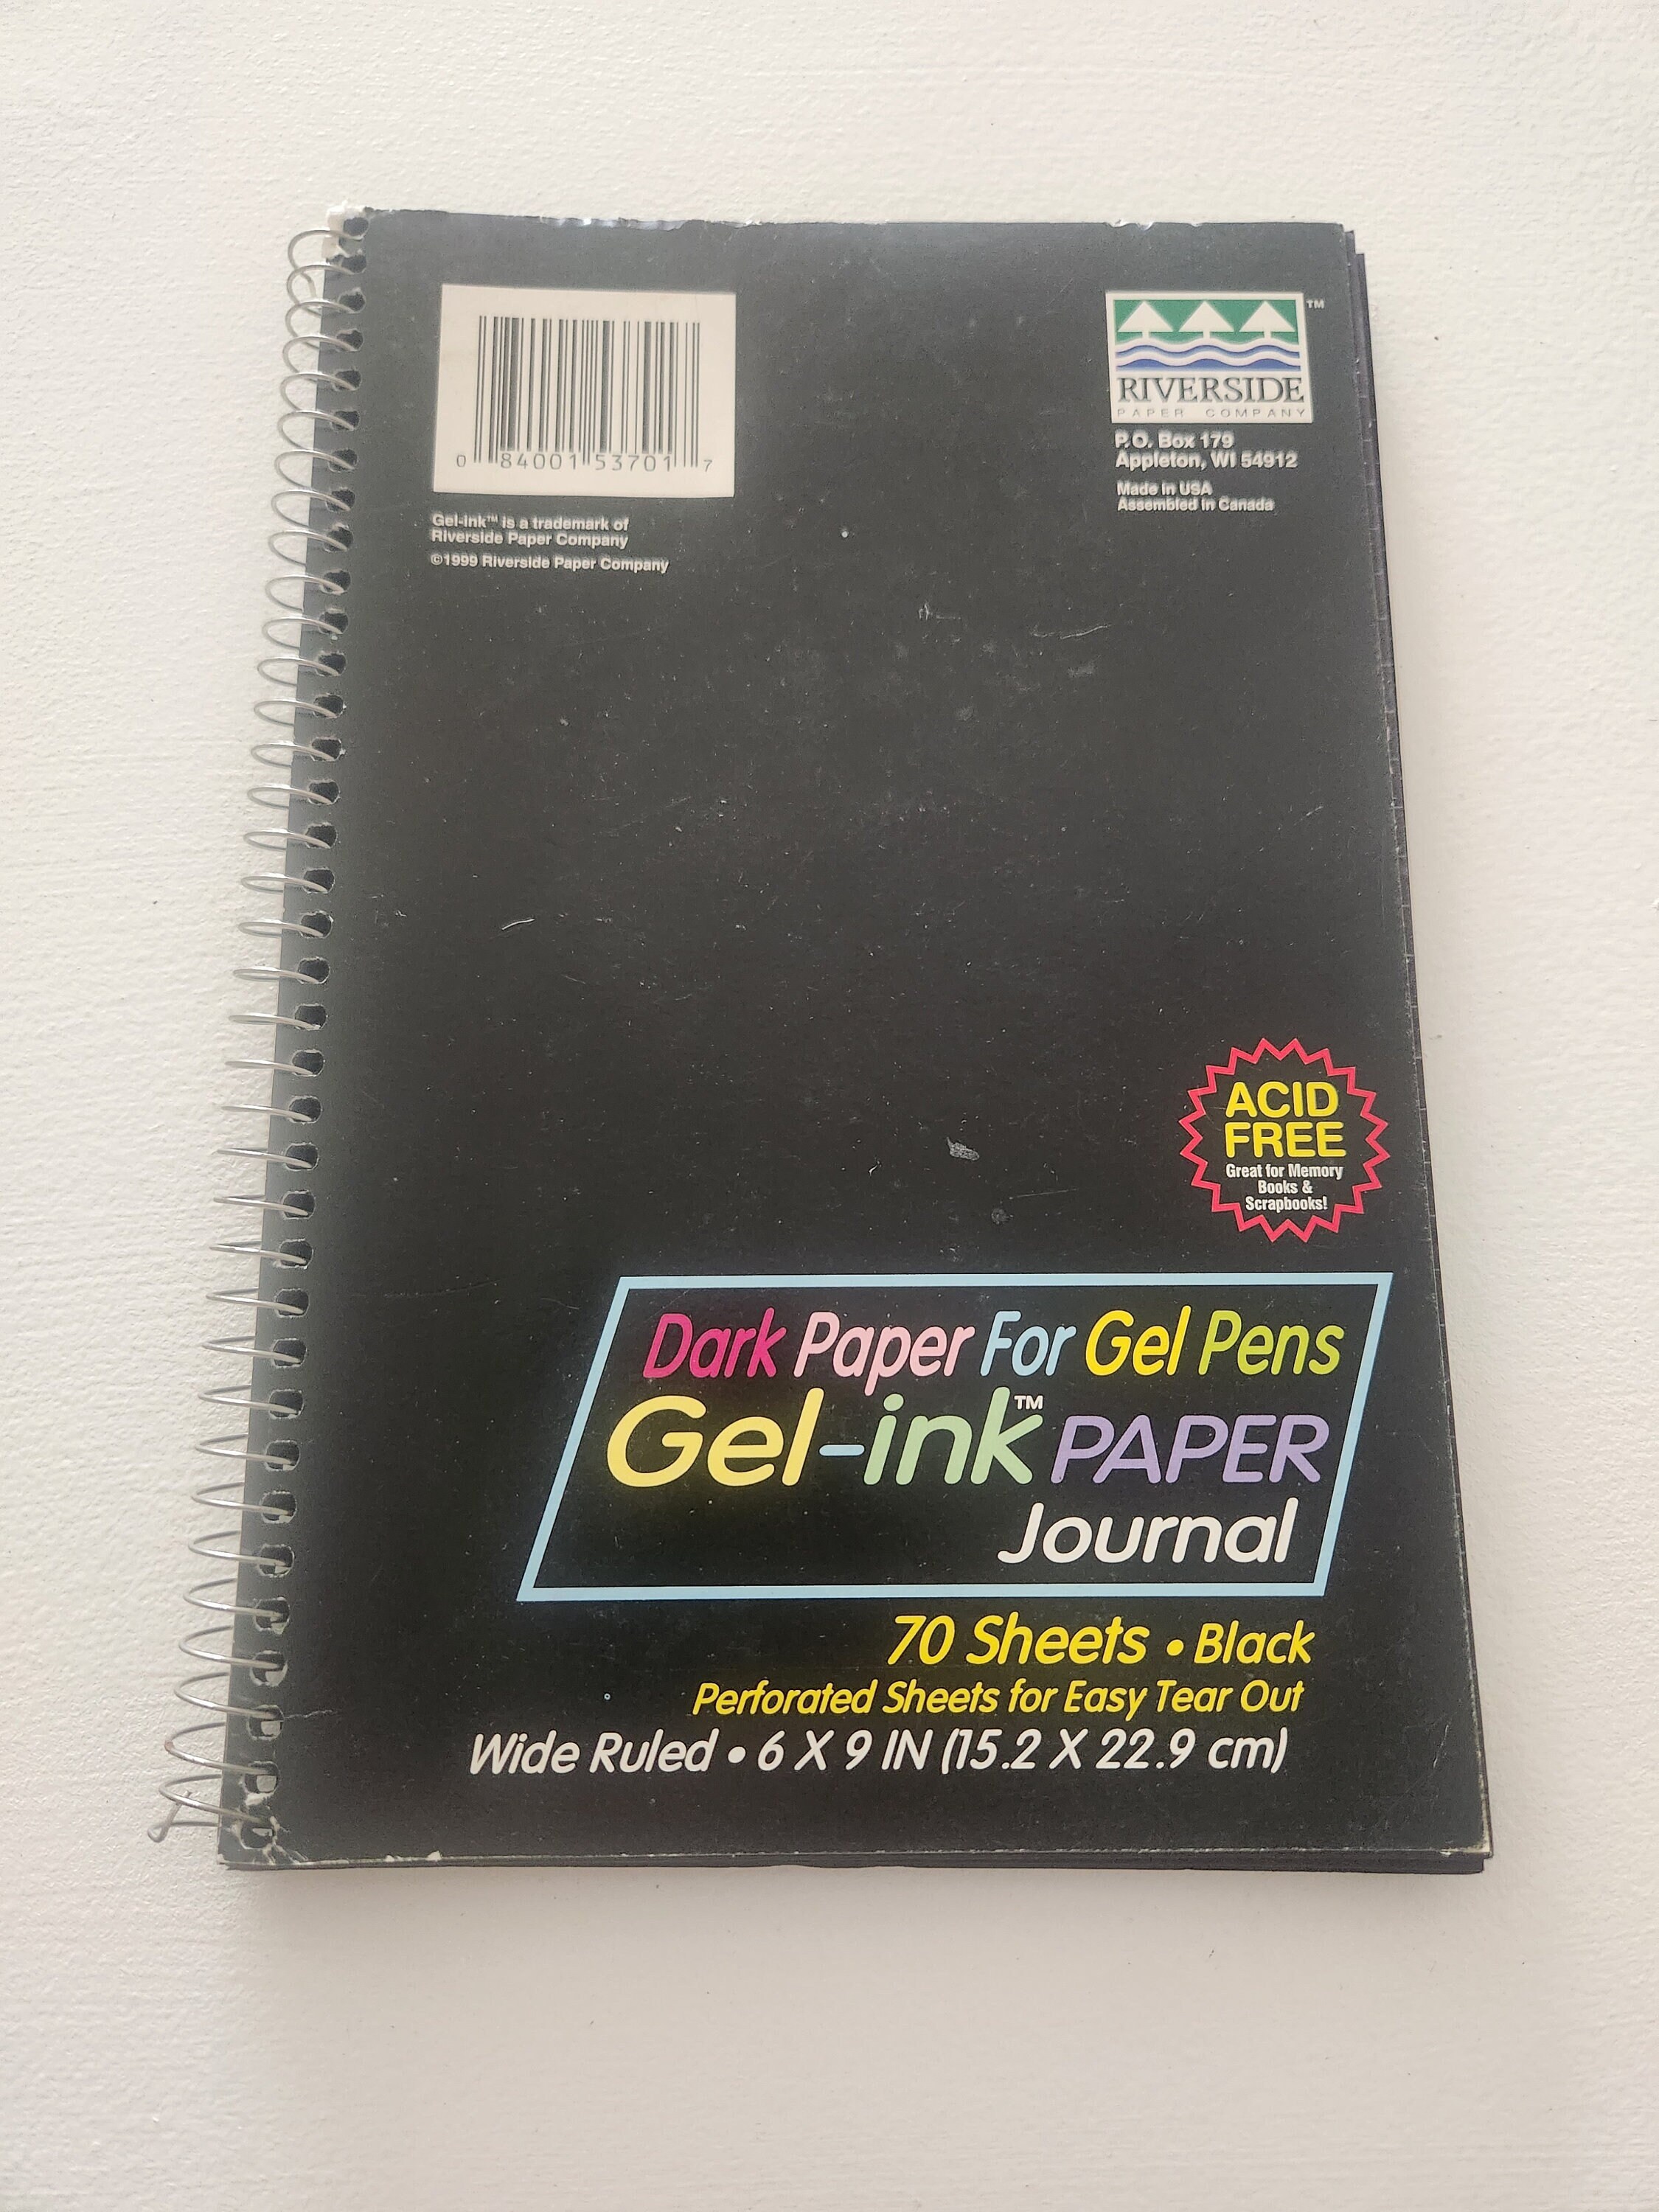 0 84001 53701 7
Gel-ink™ is a trademark of
Riverside Paper Company
©1999 Riverside Paper Company
TM
RIVERSIDE
PAPER COMPANY
P.O. Box 179
Appleton, WI 54912
Made in USA
Assembled in Canada
ACID
FREE
Great for Memory
Books &
Scrapbooks!
Dark Paper For Gel Pens
Gel-ink™ PAPER
Journal
70 Sheets • Black
Perforated Sheets for Easy Tear Out
Wide Ruled • 6 X 9 IN (15.2 X 22.9 cm)